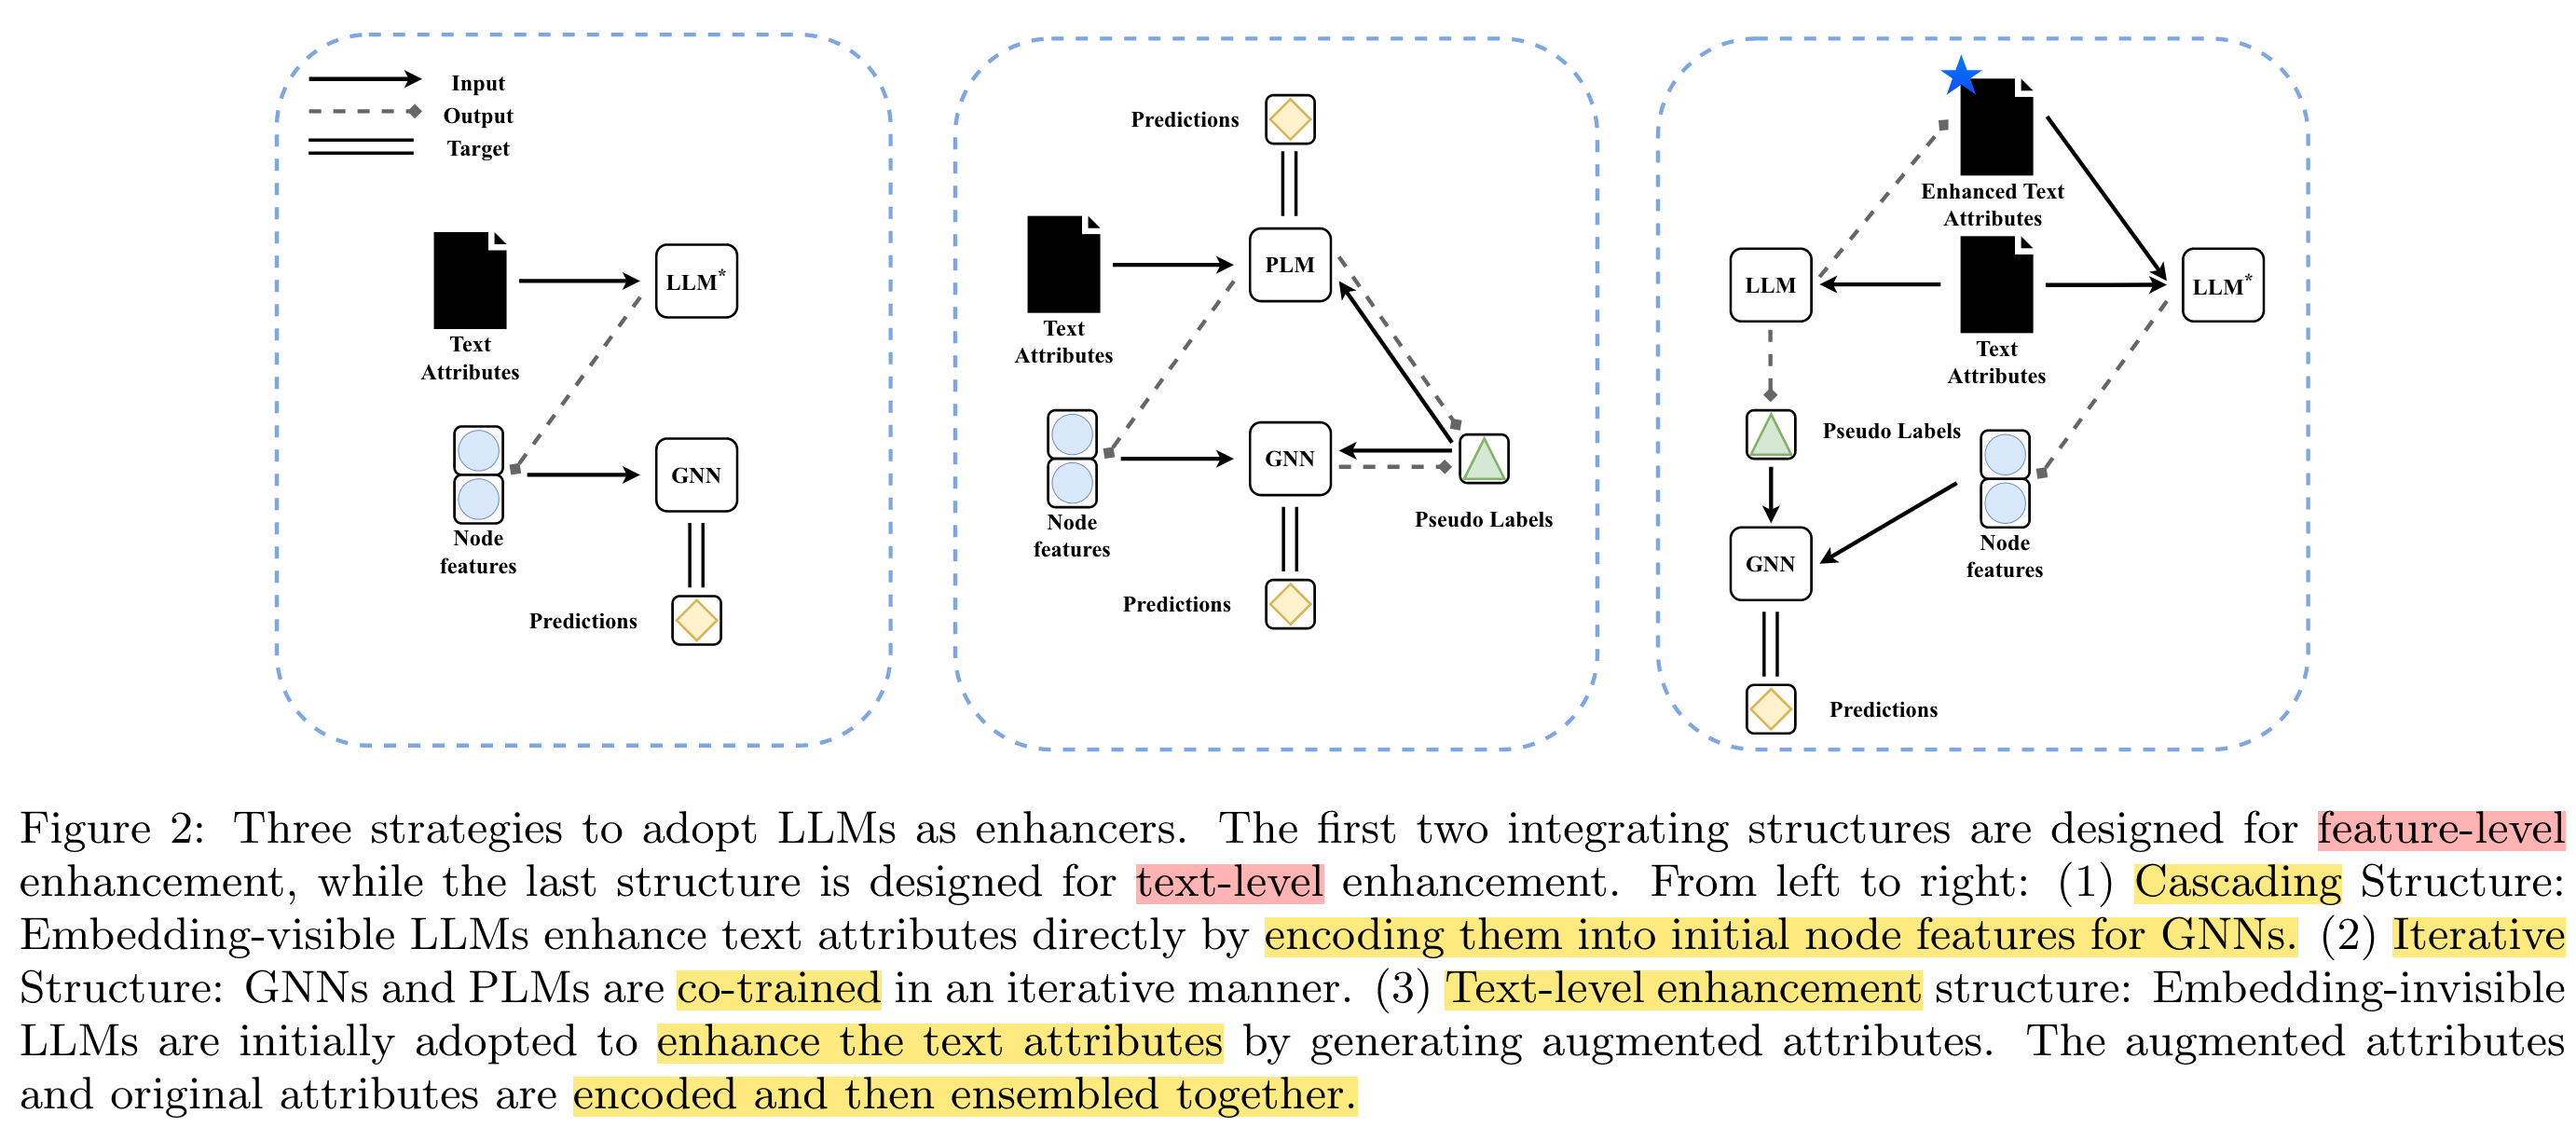 Input
Output
Target
Text
Attributes
LLM*
Node
features
GNN
Predictions
Predictions
Text
Attributes
PLM
Node
features
GNN
Pseudo Labels
Predictions
Enhanced Text
Attributes
LLM
Text
Attributes
LLM*
Pseudo Labels
Node
features
GNN
Predictions
Figure 2: Three strategies to adopt LLMs as enhancers. The first two integrating structures are designed for feature-level
enhancement, while the last structure is designed for text-level enhancement. From left to right: (1) Cascading Structure:
Embedding-visible LLMs enhance text attributes directly by encoding them into initial node features for GNNs. (2) Iterative
Structure: GNNs and PLMs are co-trained in an iterative manner. (3) Text-level enhancement structure: Embedding-invisible
LLMs are initially adopted to enhance the text attributes by generating augmented attributes. The augmented attributes
and original attributes are encoded and then ensembled together.